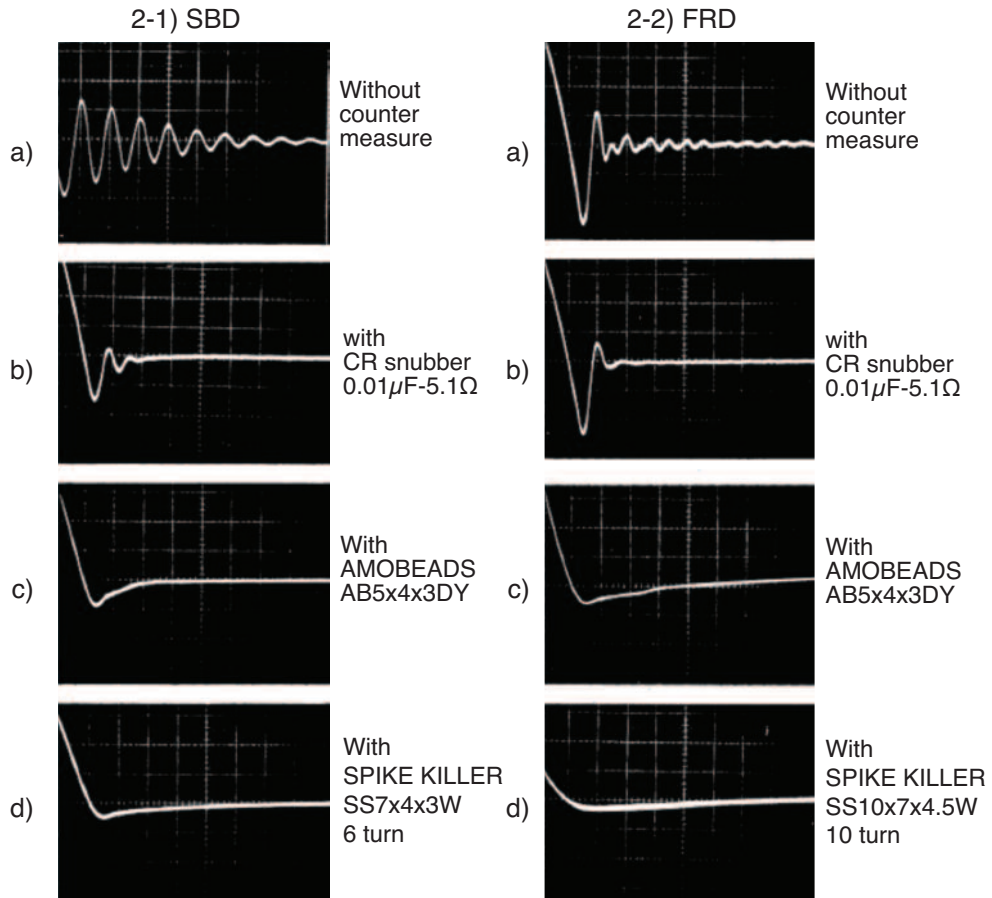 2-1) SBD
a)
Without
counter
measure
b)
with
CR snubber
0.01µF-5.1Ω
c)
With
AMOBEADS
AB5x4x3DY
d)
With
SPIKE KILLER
SS7x4x3W
6 turn
2-2) FRD
a)
Without
counter
measure
b)
with
CR snubber
0.01µF-5.1Ω
c)
With
AMOBEADS
AB5x4x3DY
d)
With
SPIKE KILLER
SS10x7x4.5W
10 turn